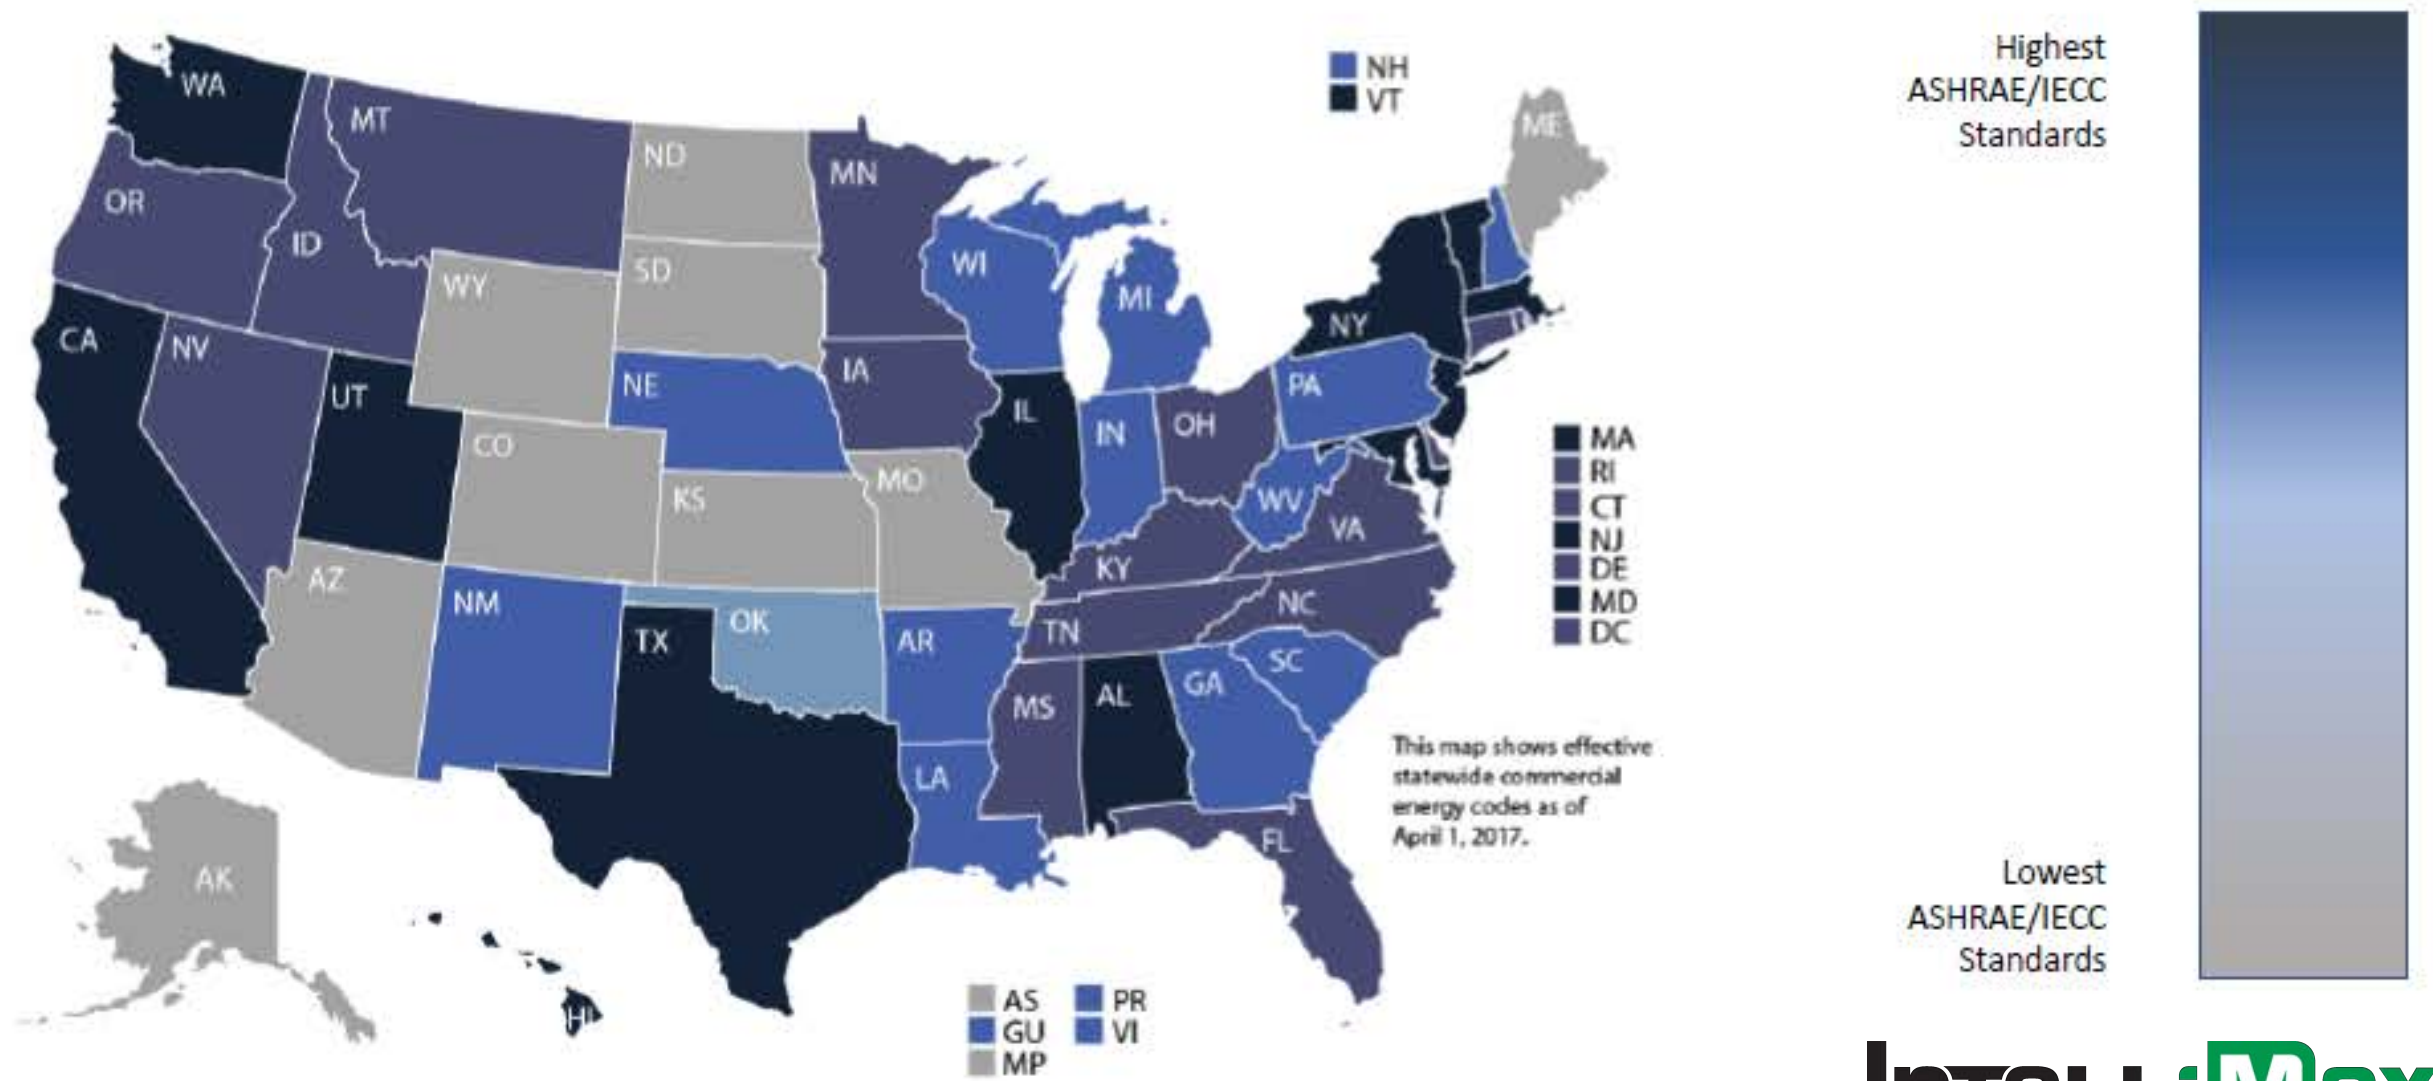 WA
MT
ND
MN
OR
ID
SD
WY
WI
MI
ME
NH
VT
CA
NV
UT
NE
IA
IL
IN
OH
PA
NY
CO
KS
MO
WV
VA
KY
AZ
NM
OK
AR
TN
NC
SC
TX
MS
AL
GA
LA
FL
AK
HI
MA
RI
CT
NJ
DE
MD
DC
This map shows effective
statewide commercial
energy codes as of
April 1, 2017.
AS
GU
MP
PR
VI
Highest
ASHRAE/IECC
Standards
Lowest
ASHRAE/IECC
Standards